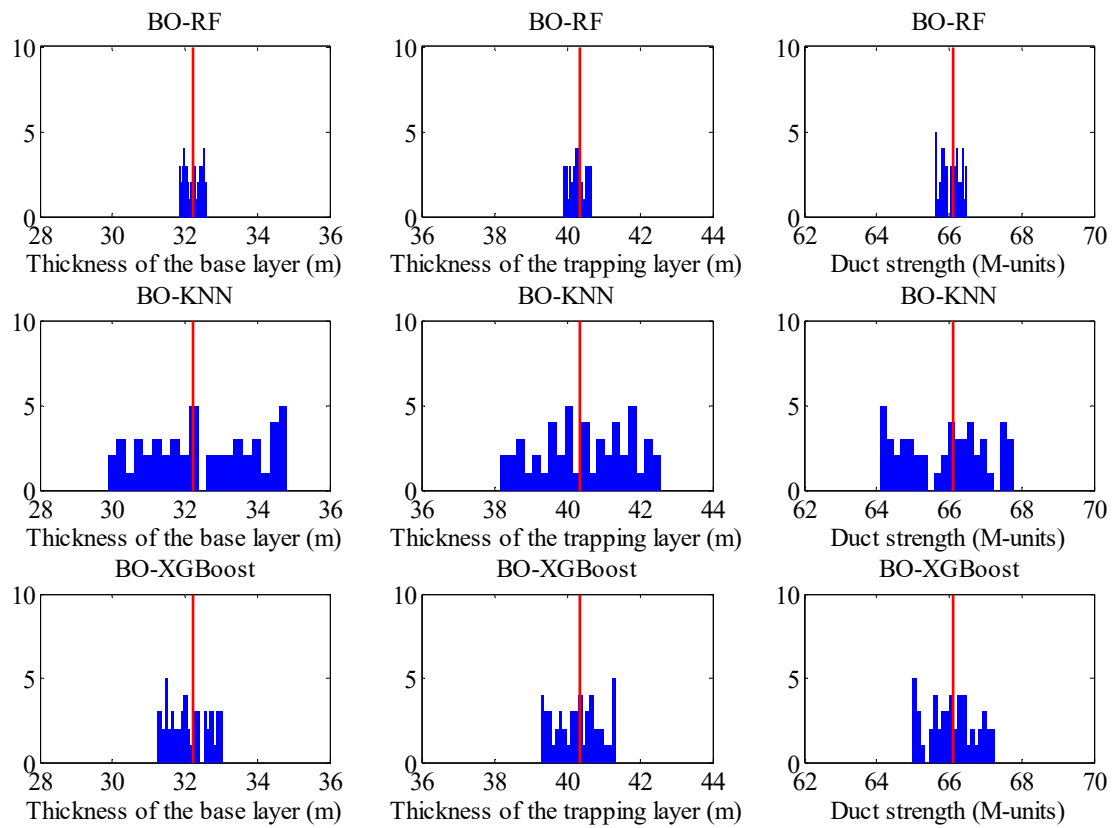 BO-RF BO-RF BO-RF
10 10 10
5 5 5
0 0 0
28 30 32 34 36 36 38 40 42 44 62 64 66 68 70
Thickness of the base layer (m) Thickness of the trapping layer (m) Duct strength (M-units)
BO-KNN BO-KNN BO-KNN
10 10 10
5 5 5
0 0 0
28 30 32 34 36 36 38 40 42 44 62 64 66 68 70
Thickness of the base layer (m) Thickness of the trapping layer (m) Duct strength (M-units)
BO-XGBoost BO-XGBoost BO-XGBoost
10 10 10
5 5 5
0 0 0
28 30 32 34 36 36 38 40 42 44 62 64 66 68 70
Thickness of the base layer (m) Thickness of the trapping layer (m) Duct strength (M-units)